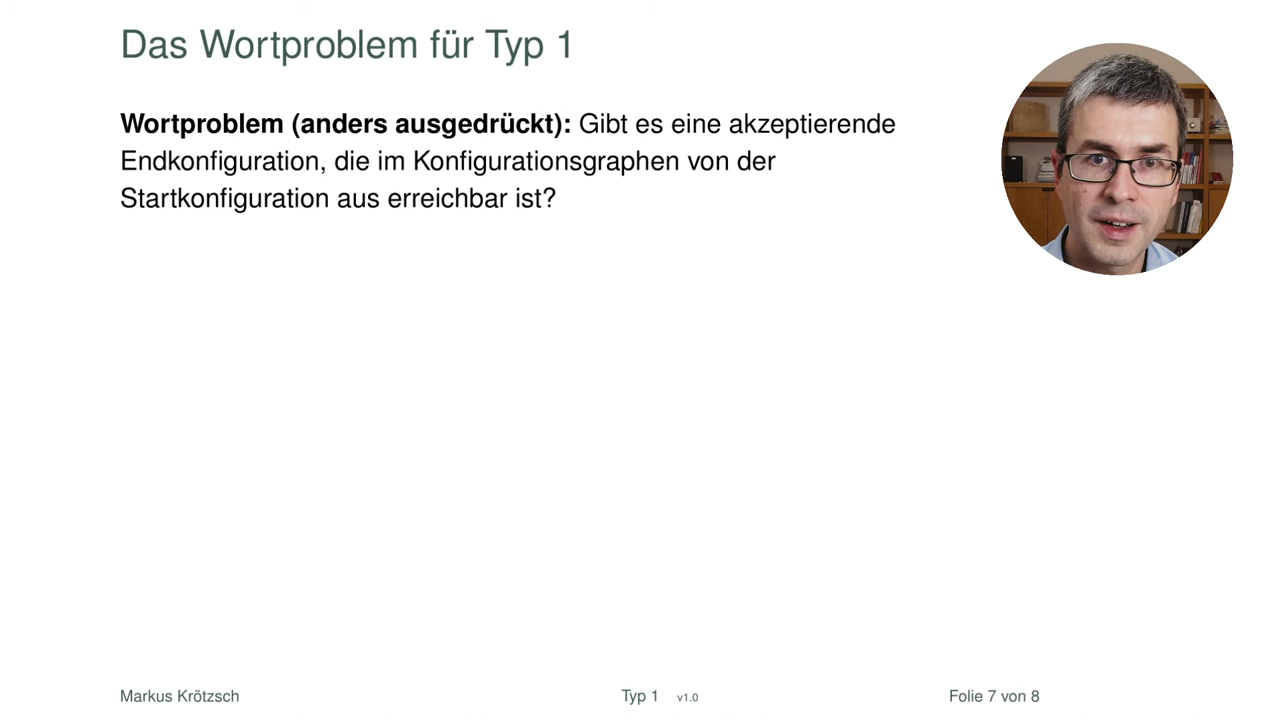 Das Wortproblem für Typ 1
Wortproblem (anders ausgedrückt): Gibt es eine akzeptierende
Endkonfiguration, die im Konfigurationsgraphen von der
Startkonfiguration aus erreichbar ist?
Markus Krötzsch
Typ 1 v1.0
Folie 7 von 8